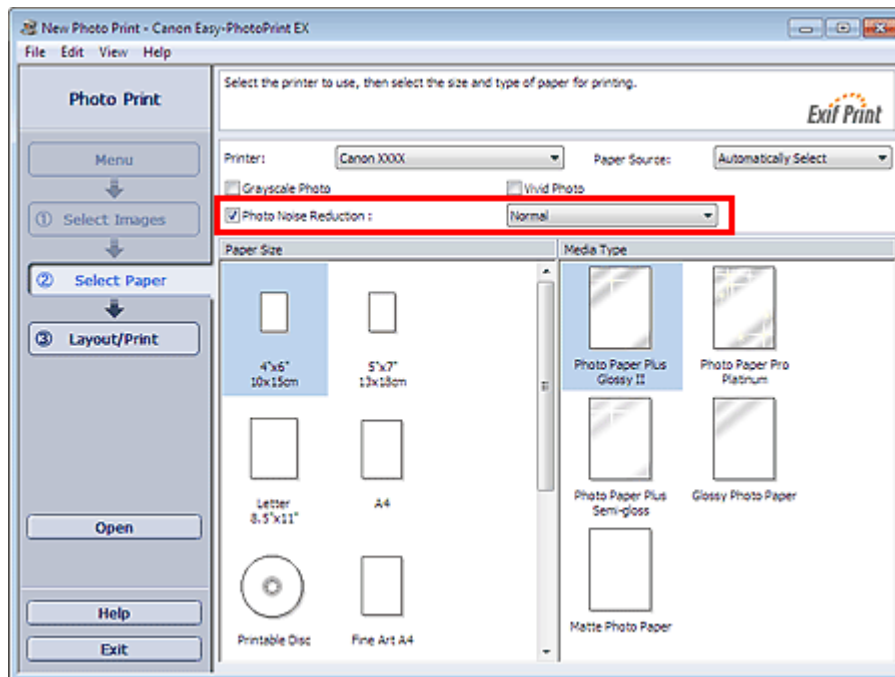 New Photo Print - Canon Easy-PhotoPrint EX
File Edit View Help
Photo Print
Menu
① Select Images
② Select Paper
③ Layout/Print
Open
Help
Exit
Select the printer to use, then select the size and type of paper for printing.
Exif Print
Printer: Canon XXXX Paper Source: Automatically Select
Grayscale Photo Vivid Photo
Photo Noise Reduction : Normal
Paper Size
4"x6"
10x15cm
5"x7"
13x18cm
Letter
8.5"x11"
A4
Printable Disc
Fine Art A4
Media Type
Photo Paper Plus
Glossy II
Photo Paper Pro
Platinum
Photo Paper Plus
Semi-gloss
Glossy Photo Paper
Matte Photo Paper